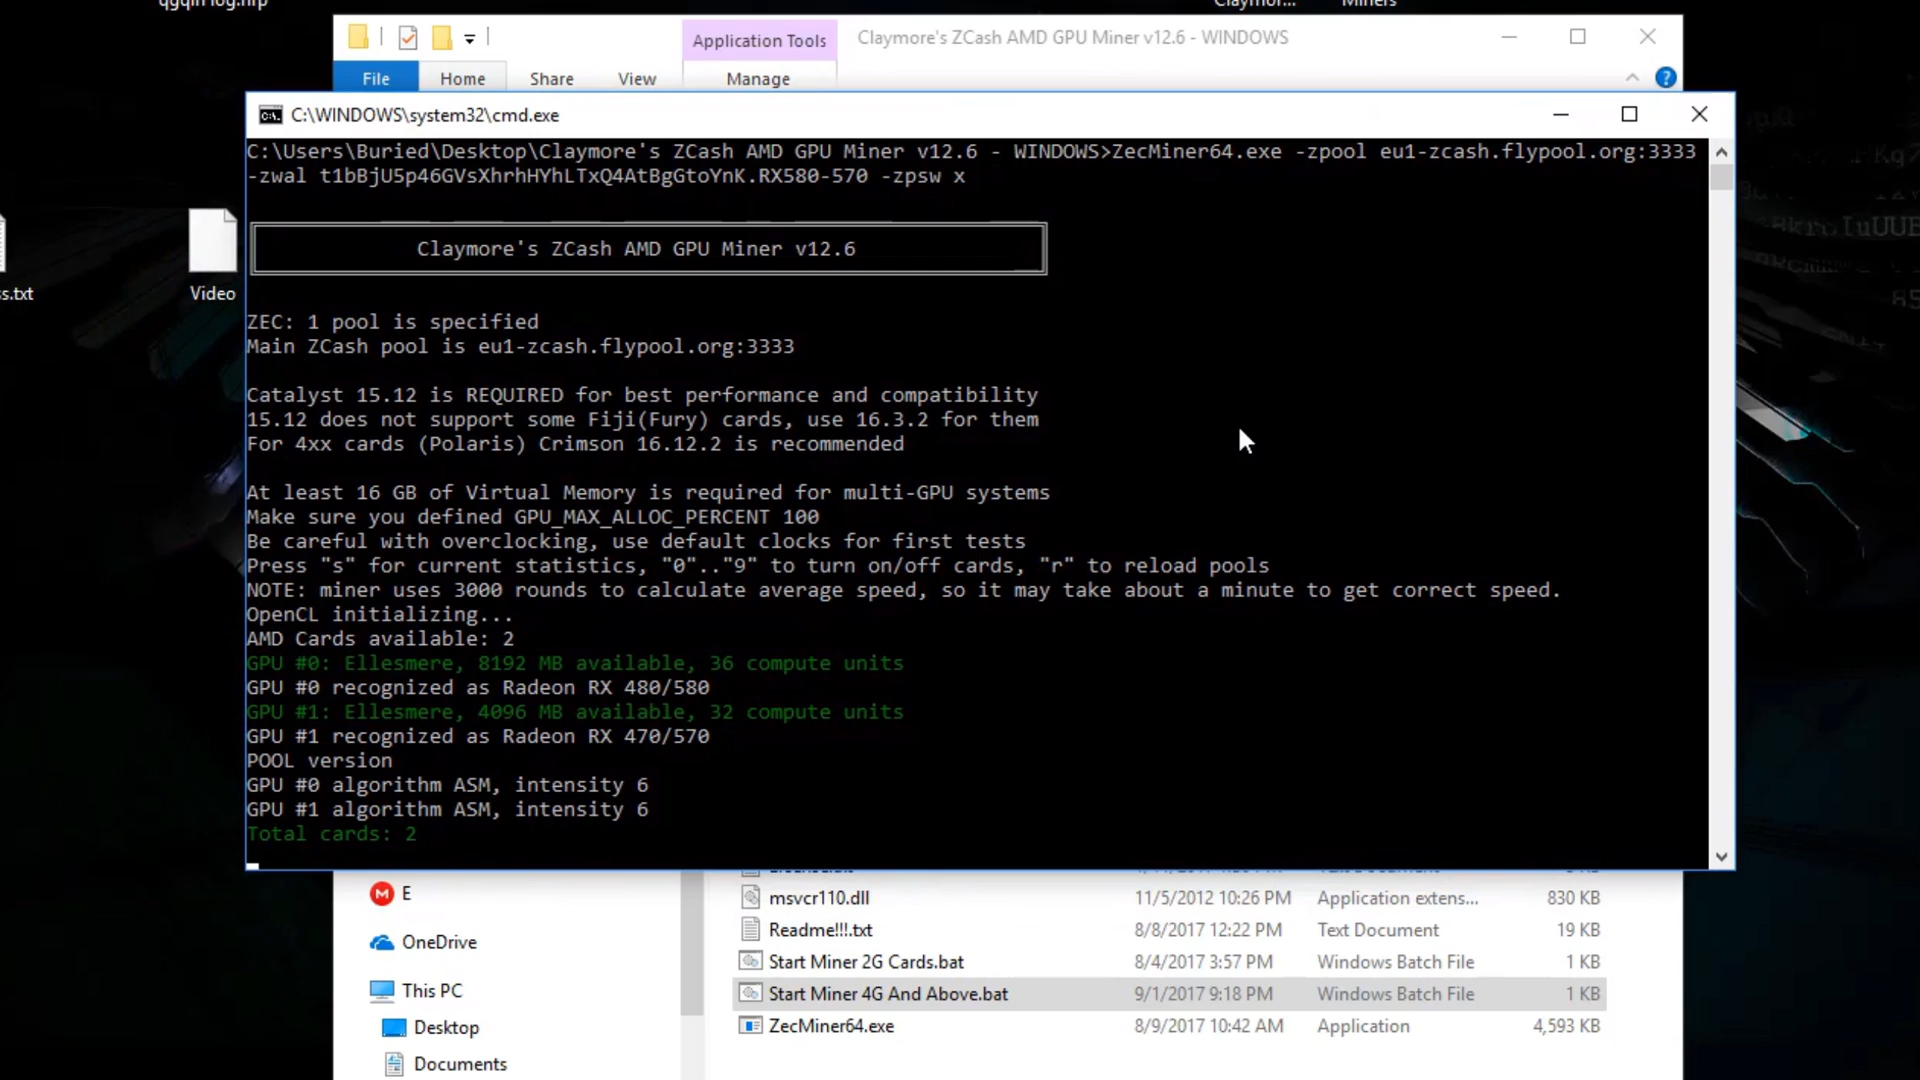 Application Tools
Claymore's ZCash AMD GPU Miner v12.6 - WINDOWS
File
Home
Share
View
Manage
C:\WINDOWS\system32\cmd.exe
C:\Users\Buried\Desktop\Claymore's ZCash AMD GPU Miner v12.6 - WINDOWS>ZecMiner64.exe -zpool eu1-zcash.flypool.org:3333
-zwal t1bBjU5p46GVsXhrhHYhLTxQ4AtBgGtoYnK.RX580-570 -zpsw x
Claymore's ZCash AMD GPU Miner v12.6
ZEC: 1 pool is specified
Main ZCash pool is eu1-zcash.flypool.org:3333
Catalyst 15.12 is REQUIRED for best performance and compatibility
15.12 does not support some Fiji(Fury) cards, use 16.3.2 for them
For 4xx cards (Polaris) Crimson 16.12.2 is recommended
At least 16 GB of Virtual Memory is required for multi-GPU systems
Make sure you defined GPU_MAX_ALLOC_PERCENT 100
Be careful with overclocking, use default clocks for first tests
Press "s" for current statistics, "0".."9" to turn on/off cards, "r" to reload pools
NOTE: miner uses 3000 rounds to calculate average speed, so it may take about a minute to get correct speed.
OpenCL initializing...
AMD Cards available: 2
GPU #0: Ellesmere, 8192 MB available, 36 compute units
GPU #0 recognized as Radeon RX 480/580
GPU #1: Ellesmere, 4096 MB available, 32 compute units
GPU #1 recognized as Radeon RX 470/570
POOL version
GPU #0 algorithm ASM, intensity 6
GPU #1 algorithm ASM, intensity 6
Total cards: 2
s.txt
Video
E
OneDrive
This PC
Desktop
Documents
msvcr110.dll 11/5/2012 10:26 PM Application extens... 830 KB
Readme!!!.txt 8/8/2017 12:22 PM Text Document 19 KB
Start Miner 2G Cards.bat 8/4/2017 3:57 PM Windows Batch File 1 KB
Start Miner 4G And Above.bat 9/1/2017 9:18 PM Windows Batch File 1 KB
ZecMiner64.exe 8/9/2017 10:42 AM Application 4,593 KB